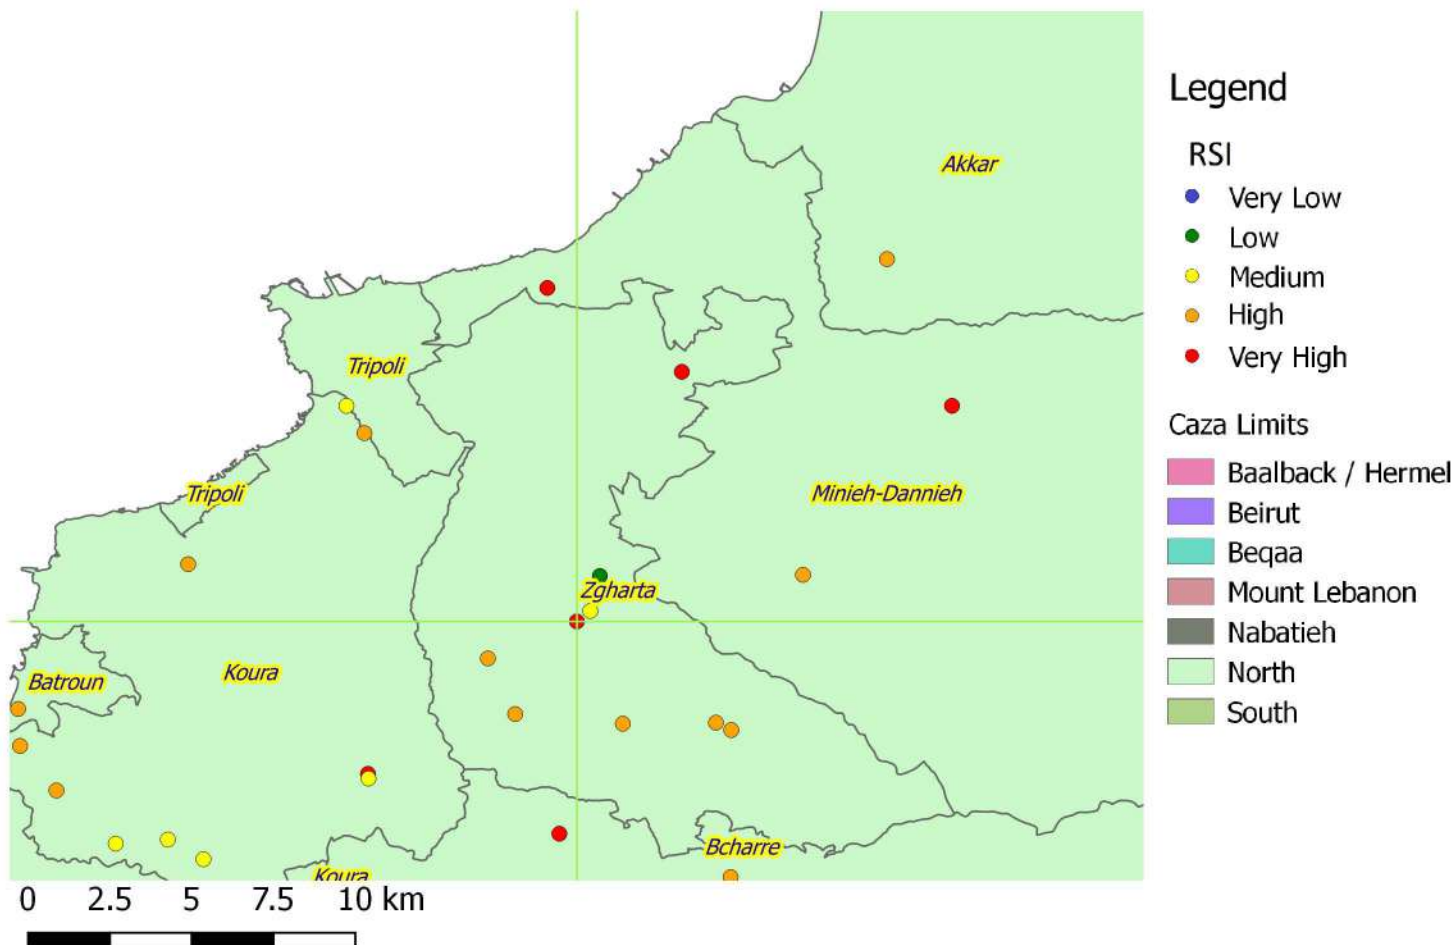 Legend
RSI
Very Low
Low
Medium
High
Very High
Caza Limits
Baalback / Hermel
Beirut
Beqaa
Mount Lebanon
Nabatieh
North
South
Akkar
Tripoli
Tripoli
Minieh-Dannieh
Zgharta
Koura
Batroun
Bcharre
Koura
0 2.5 5 7.5 10 km